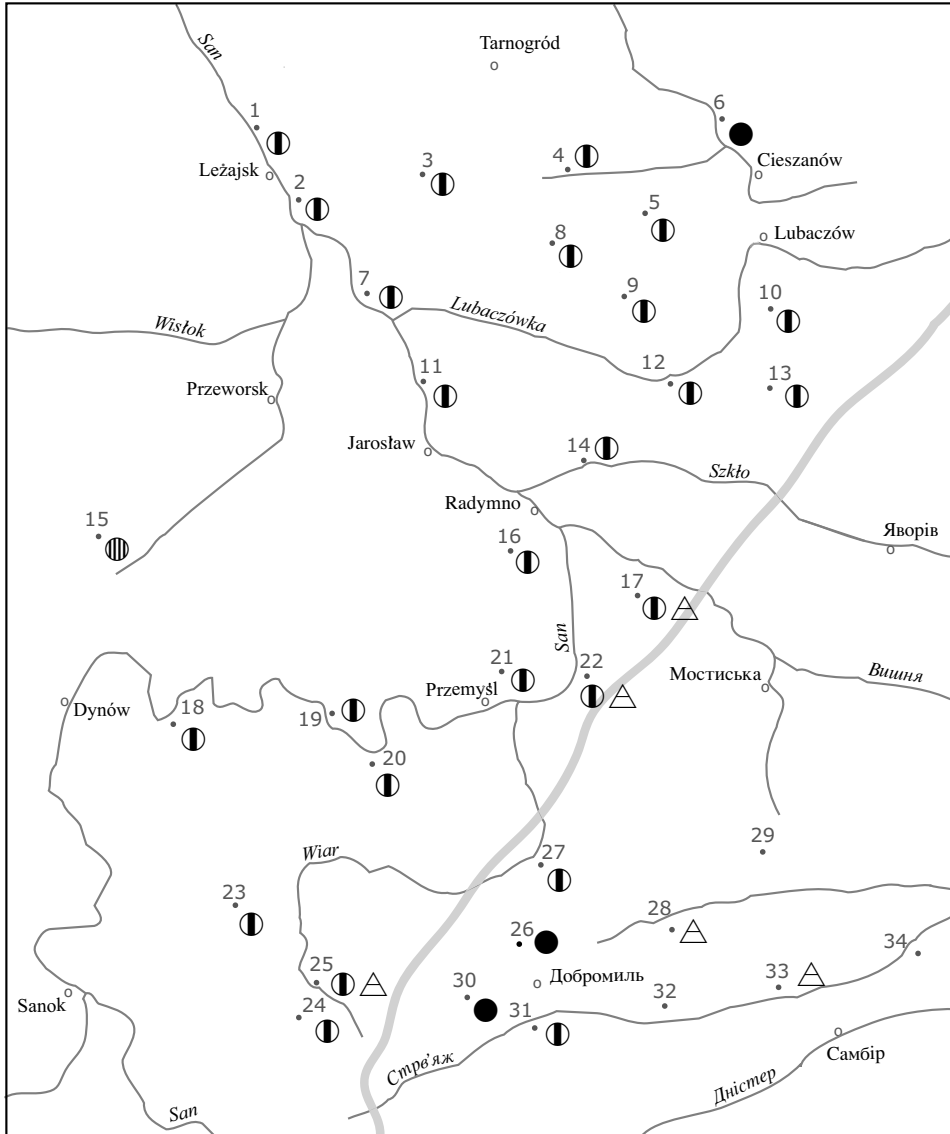 San
Tarnogród
1
6
Leżajsk
3
4
Cieszanów
2
5
8
Lubaczów
7
9
10
Wisłok
Lubaczówka
Przeworsk
11
12
13
Jarosław
14
Szkło
Radymno
15
16
Яворів
17
San
21
22
Dynów
18
19
Przemyśl
Мостиська
Вишня
20
Wiar
27
29
23
26
28
34
25
Добромиль
33
Sanok
24
30
31
32
Стрв'яж
Самбір
San
Дністер